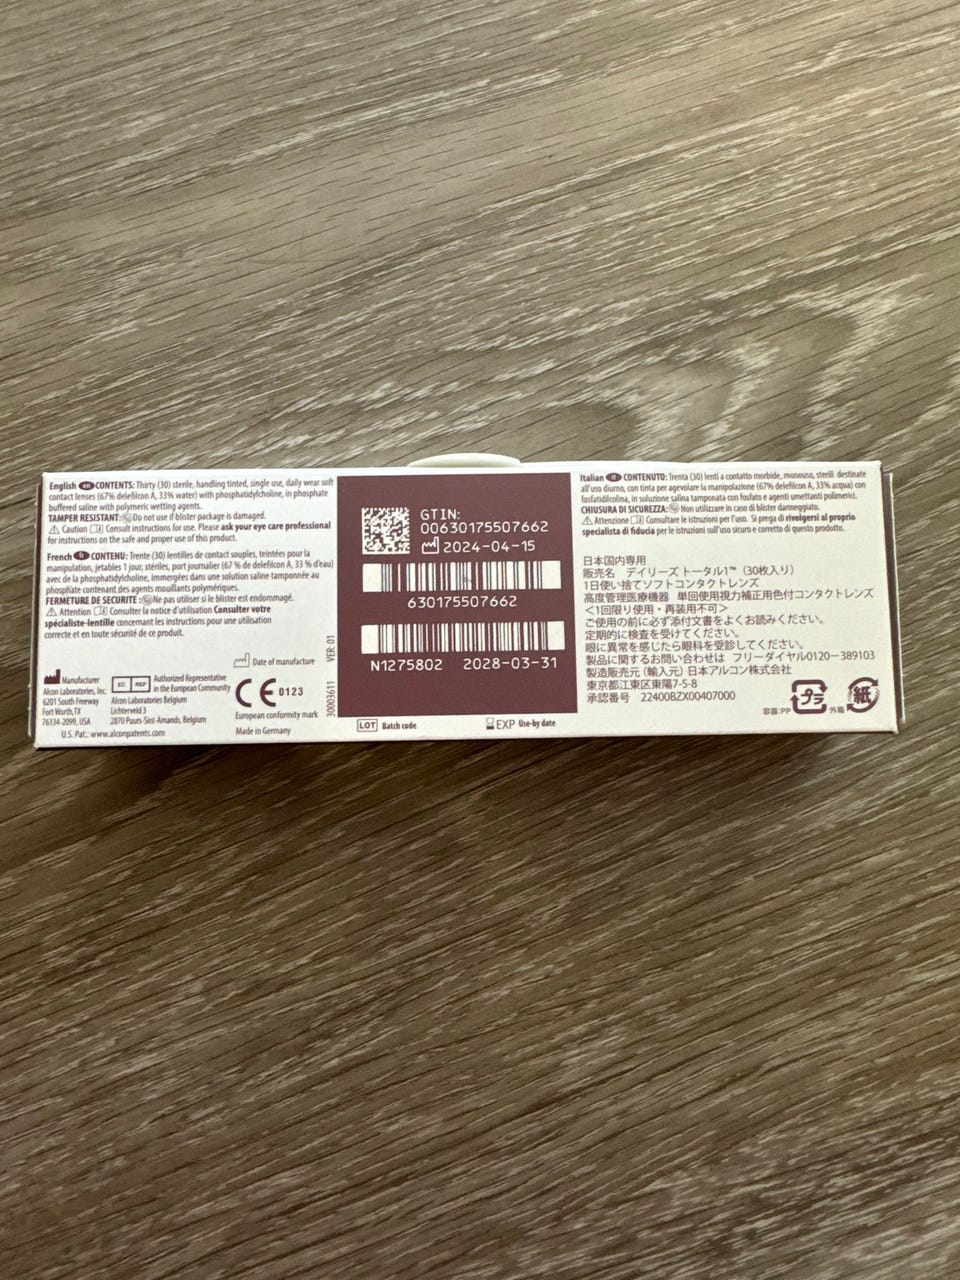 English en CONTENTS: Thirty (30) sterile, handling tinted, single use, daily wear soft
contact lenses (67% delefilcon A, 33% water) with phosphatidylcholine, in phosphate
buffered saline with polymeric wetting agents.
TAMPER RESISTANT: Do not use if blister package is damaged.
Caution Consult instructions for use. Please ask your eye care professional
for instructions on the safe and proper use of this product.
French fr CONTENU: Trente (30) lentilles de contact souples, teintées pour la
manipulation, jetables 1 jour, stériles, port journalier (67 % de delefilcon A, 33 % d'eau)
avec de la phosphatidylcholine, immergées dans une solution saline tamponnée au
phosphate contenant des agents mouillants polymériques.
FERMETURE DE SECURITE: Ne pas utiliser si le blister est endommagé.
Attention Consulter la notice d'utilisation Consulter votre
spécialiste-lentille concernant les instructions pour une utilisation
correcte et en toute sécurité de ce produit.
Date of manufacture
Manufacturer
Alcon Laboratories, Inc.
6201 South Freeway
Fort Worth, TX
76134-2099, USA
EC REP Authorized Representative
in the European Community
Alcon Laboratories Belgium
Lichterveld 3
2870 Puurs-Sint-Amands, Belgium
CE 0123
European conformity mark
U.S. Pat.: www.alconpatents.com
Made in Germany
30003611 VER: 01
GTIN:
00630175507662
2024-04-15
630175507662
N1275802 2028-03-31
LOT Batch code
EXP Use-by date
Italian it CONTENUTO: Trenta (30) lenti a contatto morbide, monouso, sterili destinate
all'uso diurno, con tinta per agevolare la manipolazione (67% delefilcon A, 33% acqua) con
fosfatidilcolina, in soluzione salina tamponata con fosfato e agenti umettanti polimerici.
CHIUSURA DI SICUREZZA: Non utilizzare in caso di blister danneggiato.
Attenzione Consultare le istruzioni per l'uso. Si prega di rivolgersi al proprio
specialista di fiducia per le istruzioni sull'uso sicuro e corretto di questo prodotto.
日本国内専用
販売名 デイリーズ トータル1™ (30枚入り)
1日使い捨てソフトコンタクトレンズ
高度管理医療機器 単回使用視力補正用色付コンタクトレンズ
<1回限り使用・再装用不可>
ご使用の前に必ず添付文書をよくお読みください。
定期的に検査を受けてください。
眼に異常を感じたら眼科を受診してください。
製品に関するお問い合わせは フリーダイヤル0120-389103
製造販売元(輸入元)日本アルコン株式会社
東京都江東区東陽7-5-8
承認番号 22400BZX00407000
容器:PP プラ
外箱 紙